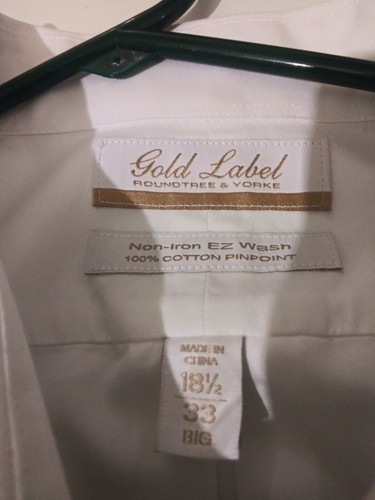 Gold Label
ROUNDTREE & YORKE
Non-Iron EZ Wash
100% COTTON PINPOINT
MADE IN
CHINA
18½
33
BIG